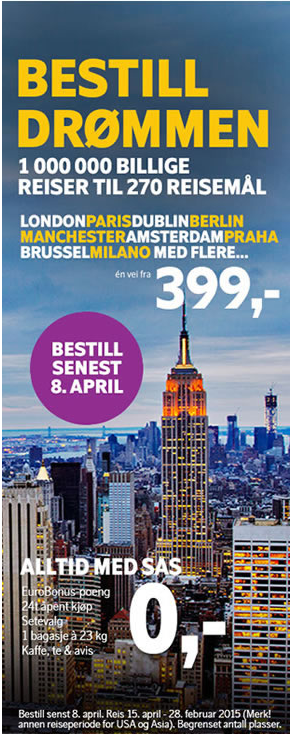 BESTILL
DRØMMEN
1 000 000 BILLIGE
REISER TIL 270 REISEMÅL
LONDONPARISDUBLINBERLIN
MANCHESTERAMSTERDAMPRAHA
BRUSSELMILANO MED FLERE...
én vei fra
399,-
BESTILL
SENEST
8. APRIL
ALLTID MED SAS
EuroBonus-poeng
24t åpent kjøp
Setevalg
1 bagasje à 23 kg
Kaffe, te & avis
0,-
Bestill senst 8. april. Reis 15. april - 28. februar 2015 (Merk!
annen reiseperiode for USA og Asia). Begrenset antall plasser.